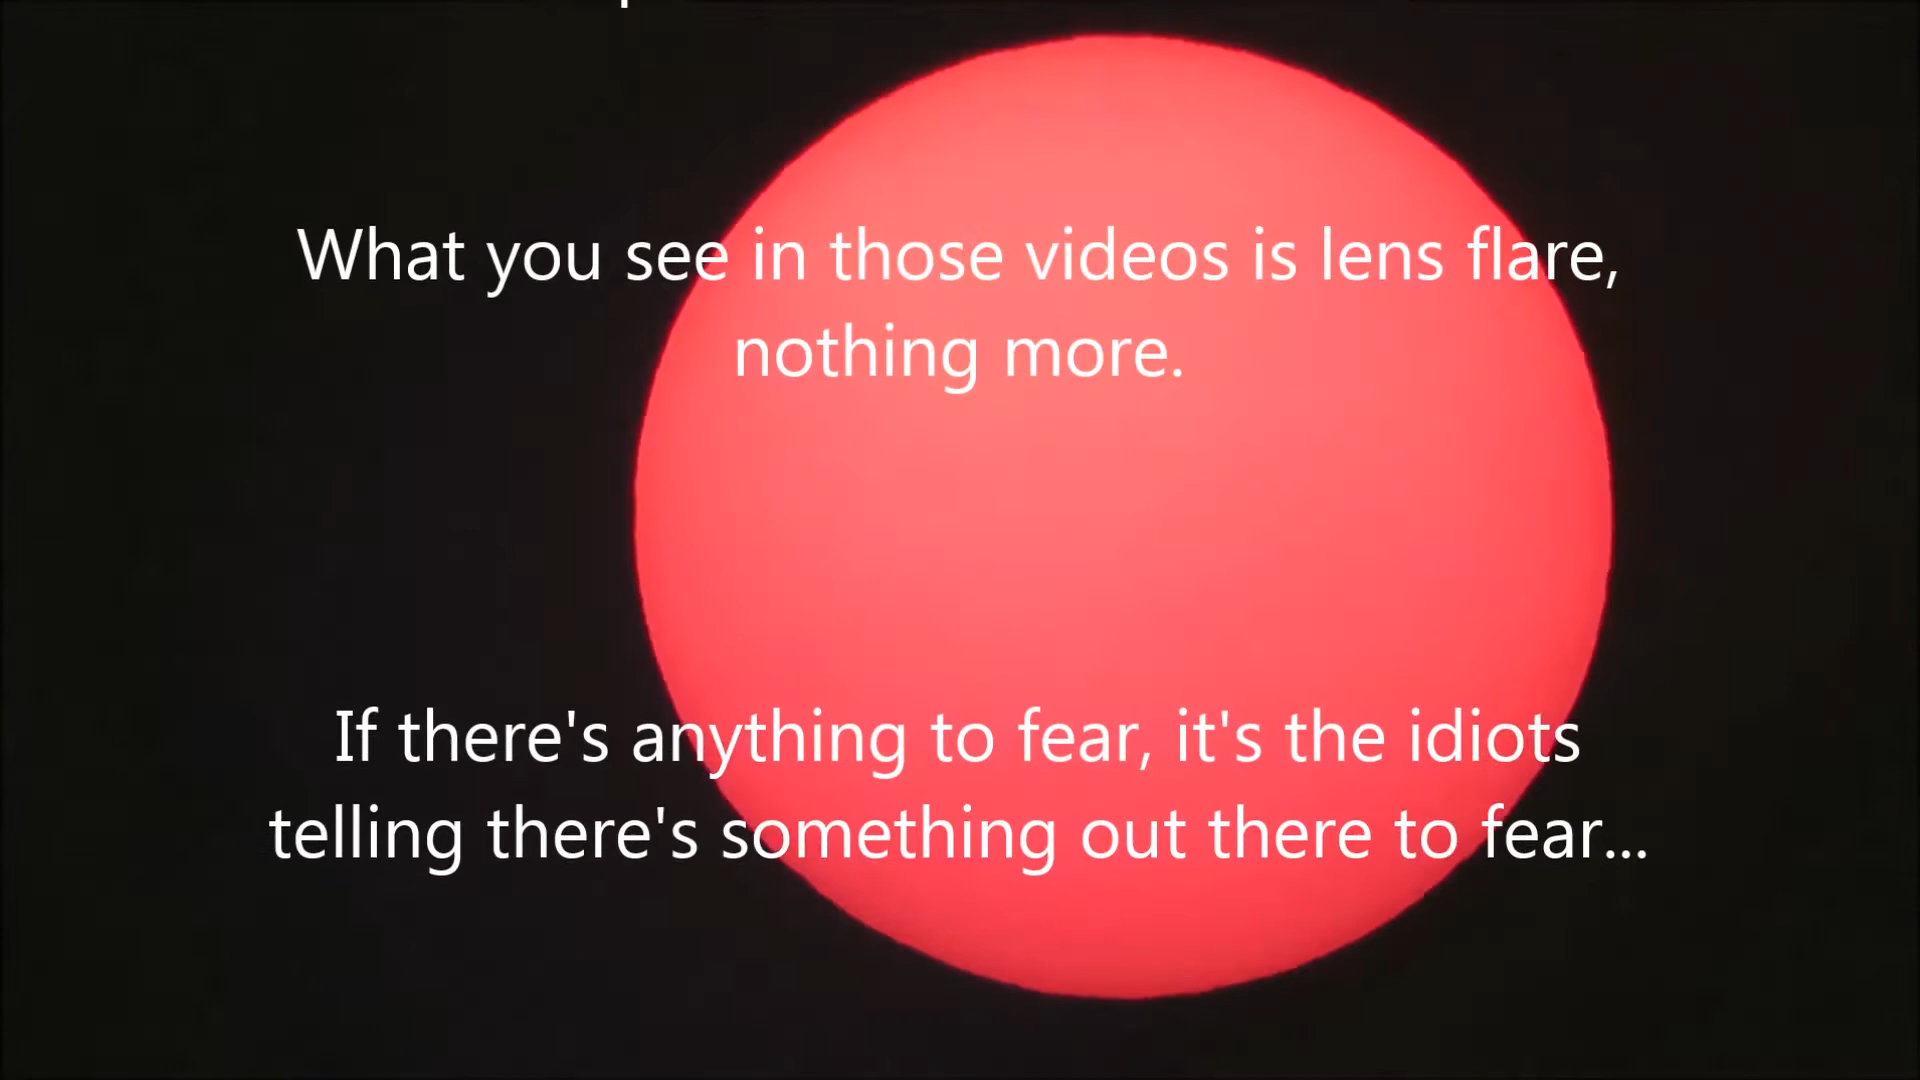 What you see in those videos is lens flare,
nothing more.
If there's anything to fear, it's the idiots
telling there's something out there to fear...